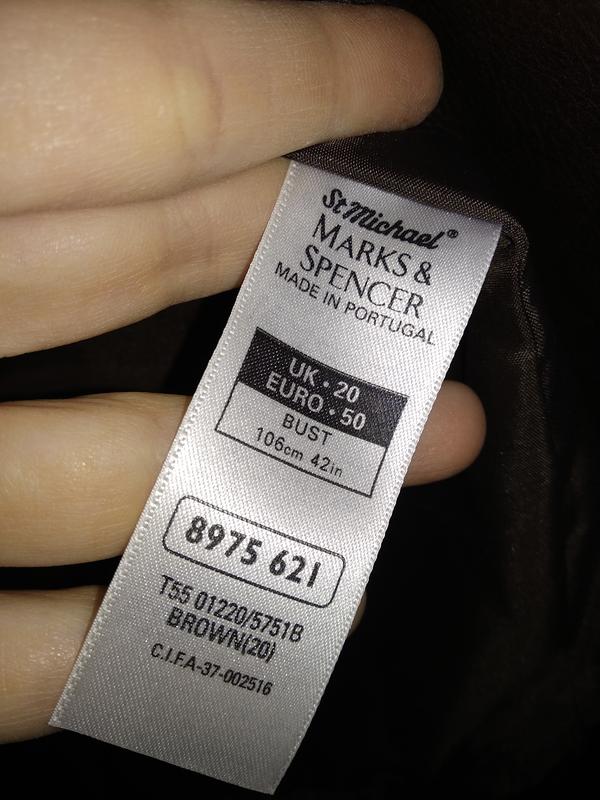 St Michael®
MARKS &
SPENCER
MADE IN PORTUGAL
UK · 20
EURO · 50
BUST
106cm 42in
8975 621
T55 01220/5751B
BROWN(20)
C.I.F.A-37-002516